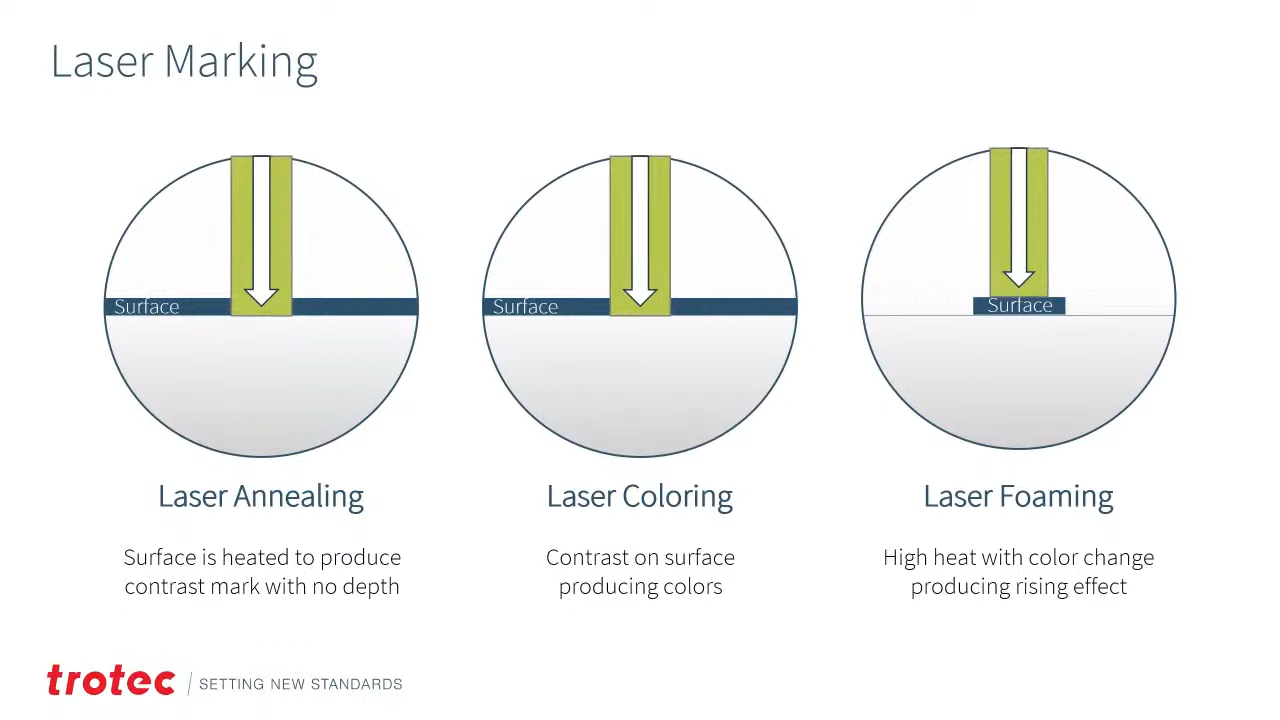 Laser Marking
Surface
Surface
Surface
Laser Annealing
Laser Coloring
Laser Foaming
Surface is heated to produce
contrast mark with no depth
Contrast on surface
producing colors
High heat with color change
producing rising effect
trotec / SETTING NEW STANDARDS